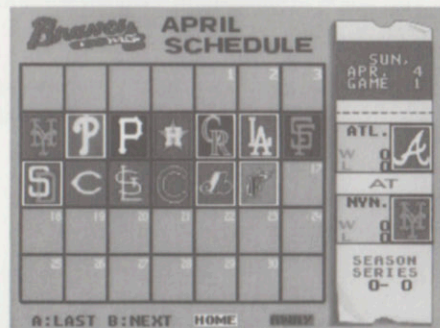 Braves
APRIL
SCHEDULE
1 2 3
17
18 19 20 21 22 23 24
25 26 27 28 29 30
A:LAST B:NEXT HOME AWAY
SUN,
APR. 4
GAME 1
ATL.
W 0
L 0
A
AT
NYN.
W 0
L 0
NY
SEASON
SERIES
0- 0